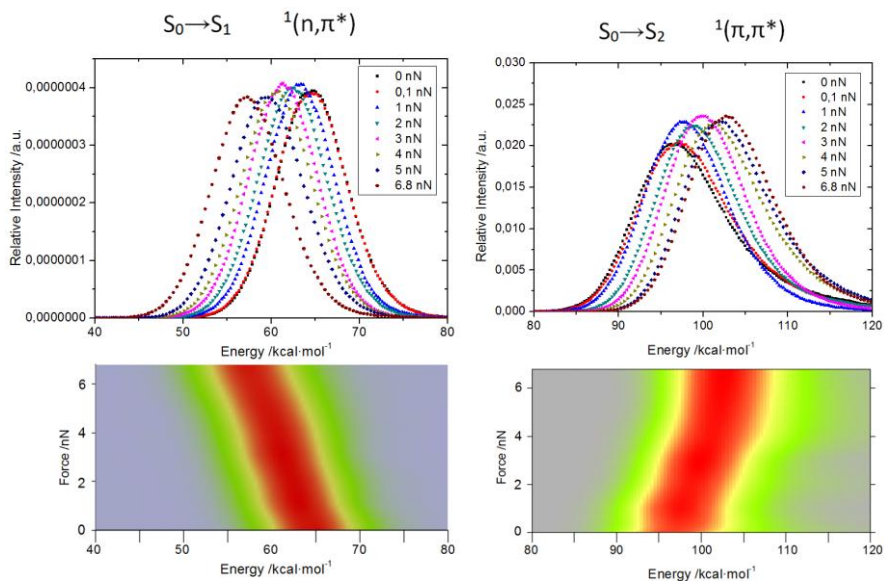 S₀→S₁ ¹(n,π*)
Relative Intensity /a.u.
0,0000004
0,0000003
0,0000002
0,0000001
0,0000000
0 nN
0,1 nN
1 nN
2 nN
3 nN
4 nN
5 nN
6.8 nN
40 50 60 70 80
Energy /kcal·mol⁻¹
Force /nN
6
4
2
0
40 50 60 70 80
Energy /kcal·mol⁻¹
S₀→S₂ ¹(π,π*)
Relative Intensity /a.u.
0,030
0,025
0,020
0,015
0,010
0,005
0,000
0 nN
0,1 nN
1 nN
2 nN
3 nN
4 nN
5 nN
6.8 nN
80 90 100 110 120
Energy /kcal·mol⁻¹
Force /nN
6
4
2
0
80 90 100 110 120
Energy /kcal·mol⁻¹